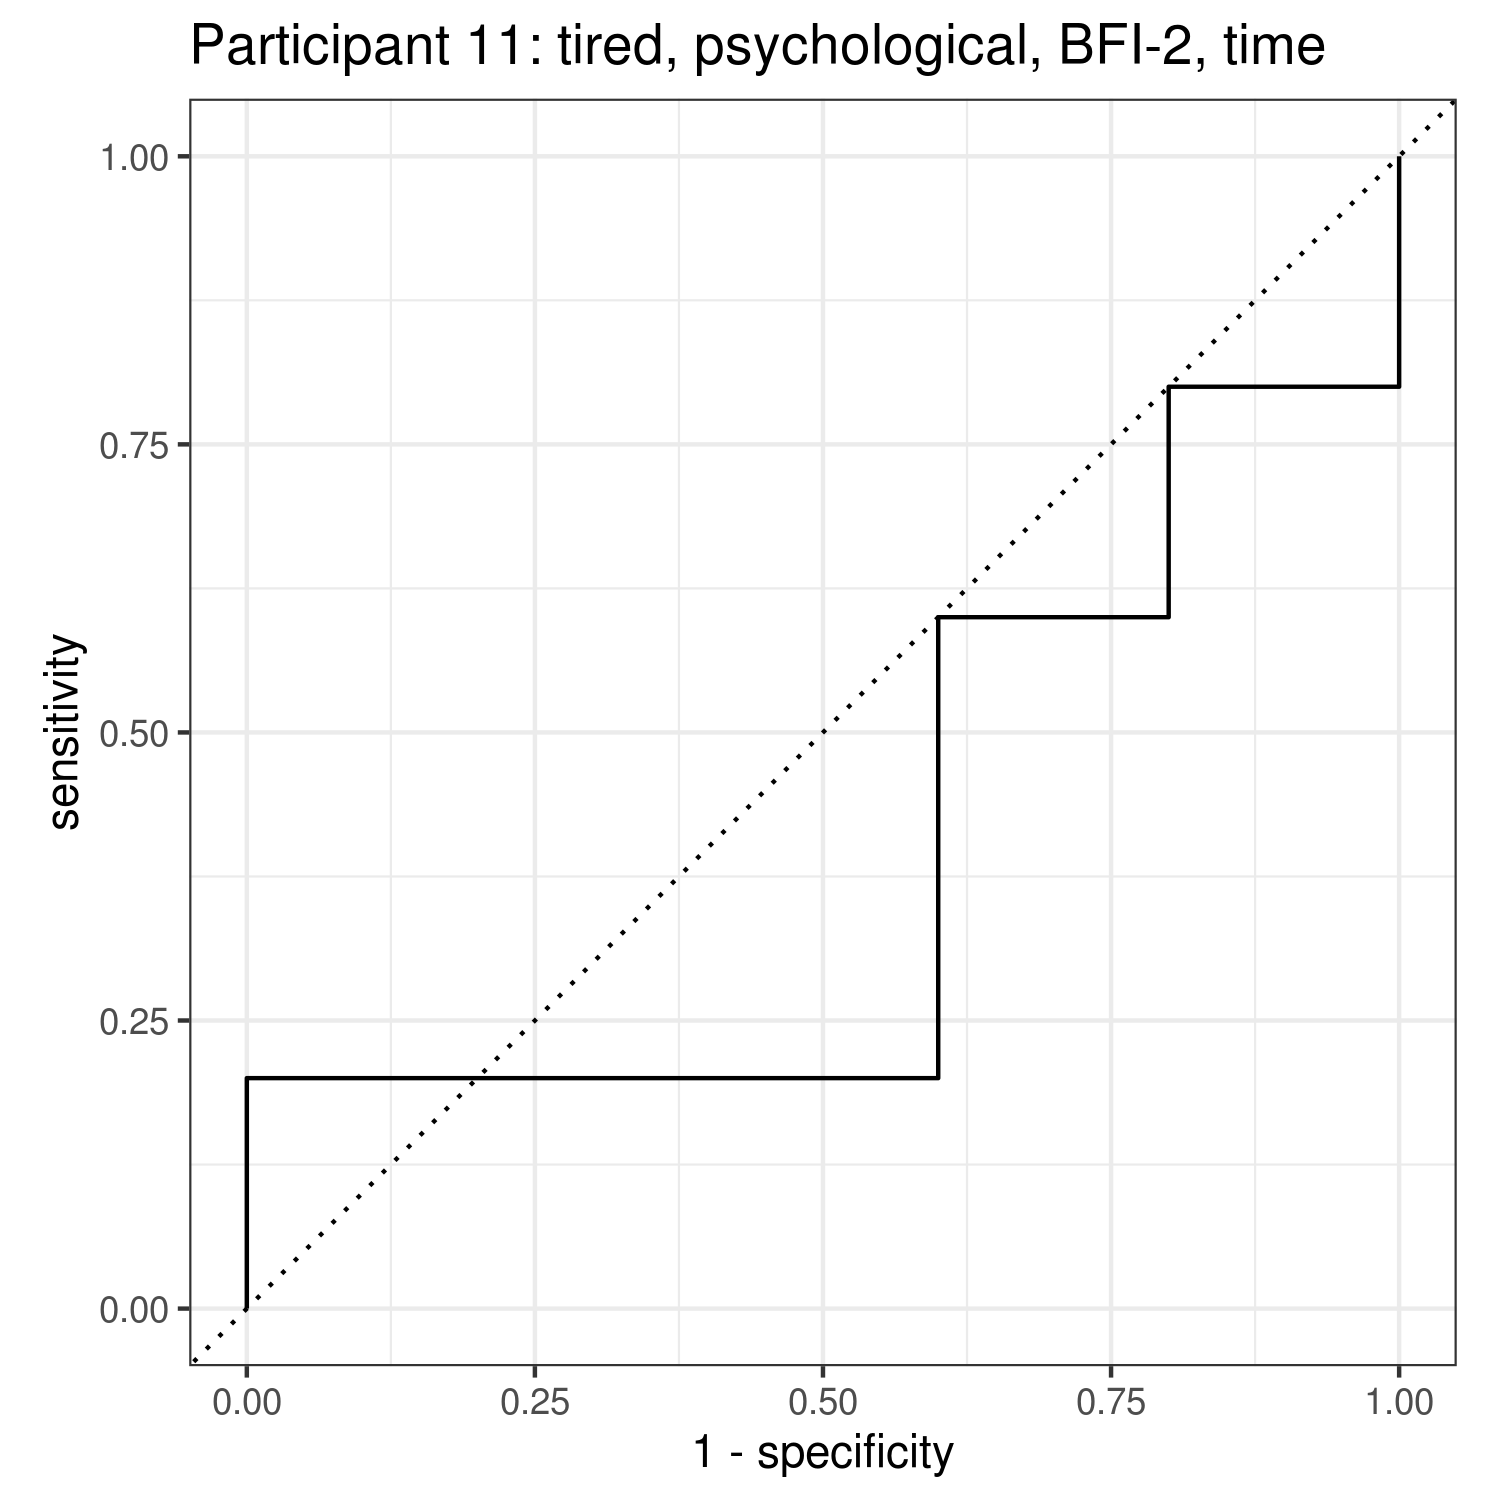 Participant 11: tired, psychological, BFI-2, time
1.00
0.75
0.50
0.25
0.00
sensitivity
0.00 0.25 0.50 0.75 1.00
1 - specificity